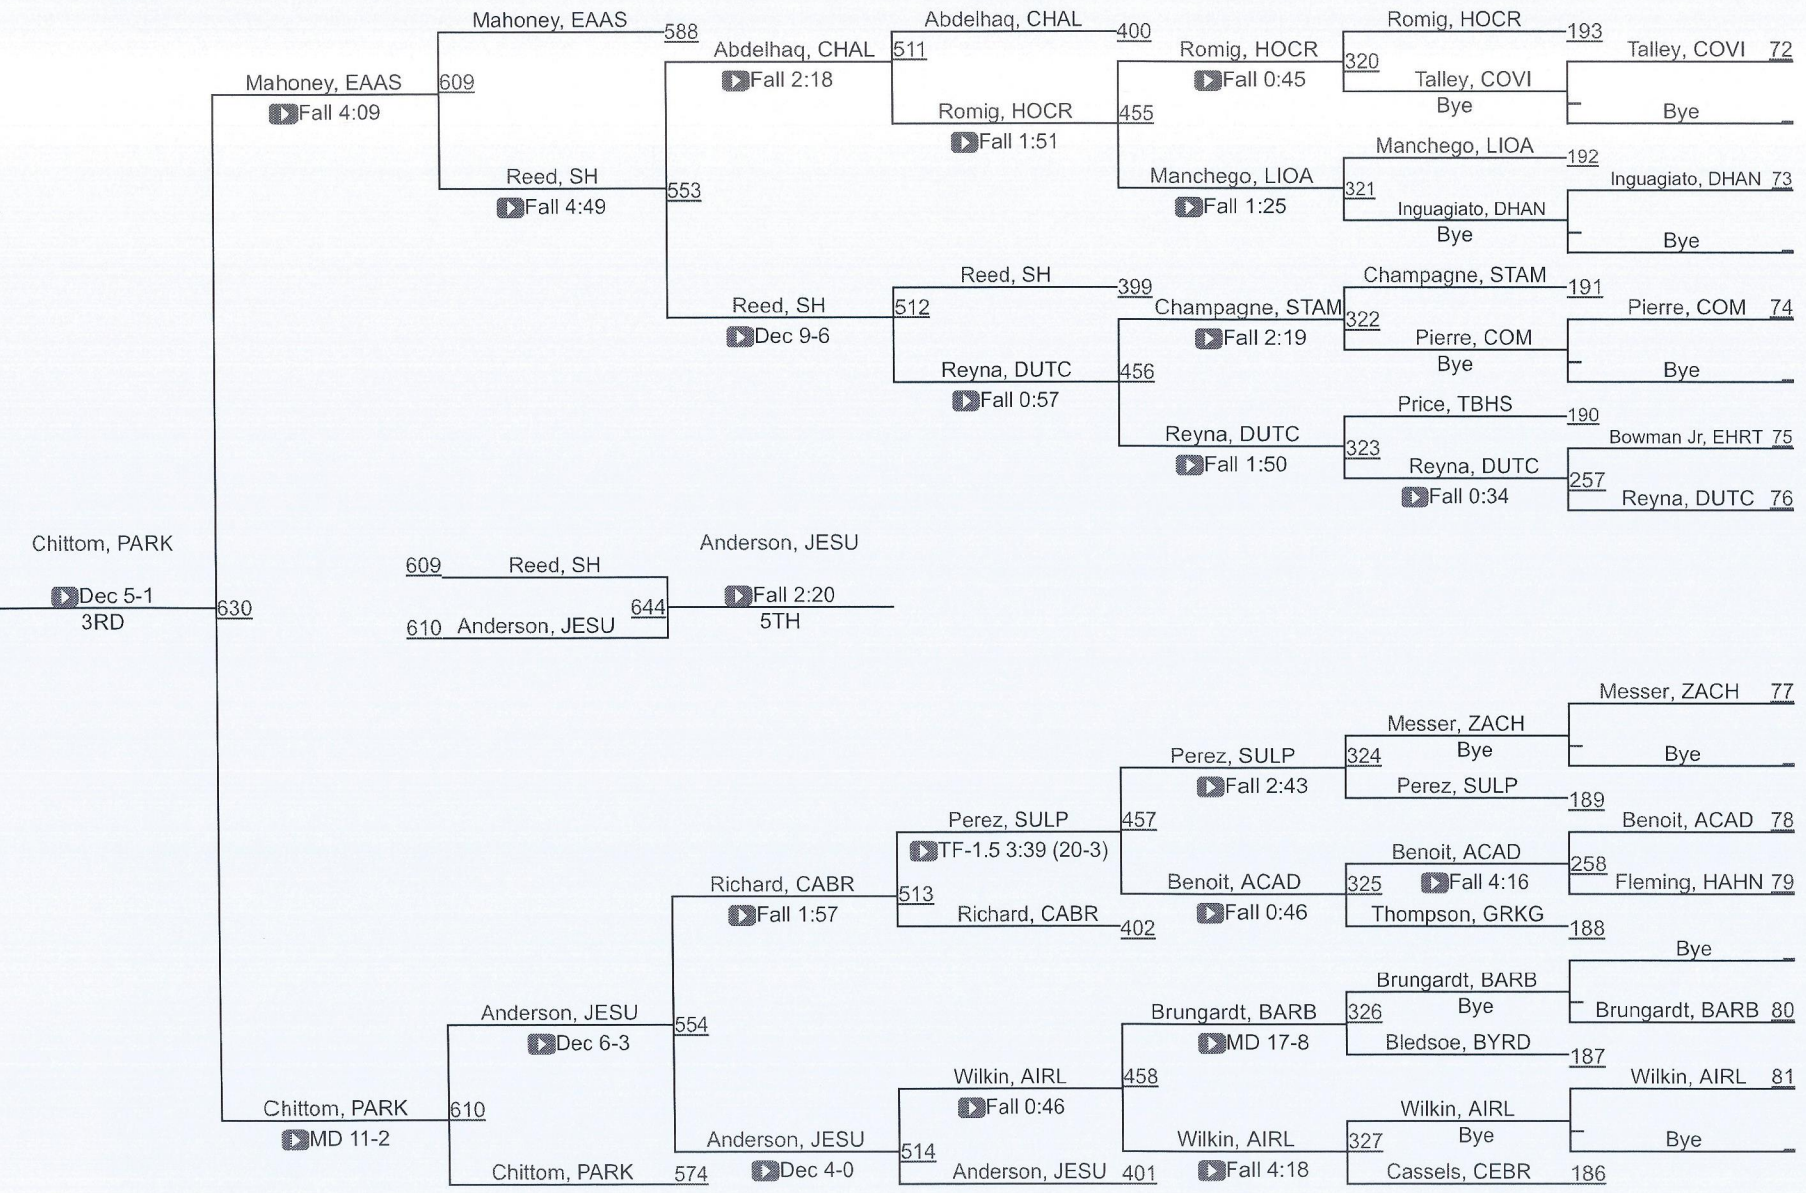 Mahoney, EAAS
588
Abdelhaq, CHAL
400
Romig, HOCR
193
Abdelhaq, CHAL
511
Romig, HOCR
320
Talley, COVI 72
Fall 2:18
Fall 0:45
Talley, COVI
Bye
Bye
Mahoney, EAAS
609
Fall 4:09
Romig, HOCR
455
Fall 1:51
Manchego, LIOA
192
Reed, SH
553
Fall 4:49
Manchego, LIOA
321
Fall 1:25
Inguagiato, DHAN 73
Inguagiato, DHAN
Bye
Bye
Reed, SH
399
Champagne, STAM
191
Reed, SH
512
Dec 9-6
Champagne, STAM
322
Fall 2:19
Pierre, COM 74
Pierre, COM
Bye
Bye
Reyna, DUTC
456
Fall 0:57
Price, TBHS
190
Reyna, DUTC
323
Fall 1:50
Bowman Jr, EHRT 75
Reyna, DUTC
257
Fall 0:34
Reyna, DUTC 76
Chittom, PARK
Dec 5-1
3RD
630
609 Reed, SH
Anderson, JESU
644
Fall 2:20
5TH
610 Anderson, JESU
Messer, ZACH 77
Messer, ZACH
Bye
Bye
Perez, SULP
324
Fall 2:43
Perez, SULP
189
Perez, SULP
457
TF-1.5 3:39 (20-3)
Benoit, ACAD 78
Benoit, ACAD
258
Fall 4:16
Richard, CABR
513
Fall 1:57
Benoit, ACAD
325
Fall 0:46
Fleming, HAHN 79
Richard, CABR
402
Thompson, GRKG
188
Bye
Brungardt, BARB
Bye
Brungardt, BARB 80
Anderson, JESU
554
Dec 6-3
Brungardt, BARB
326
MD 17-8
Bledsoe, BYRD
187
Wilkin, AIRL
458
Fall 0:46
Wilkin, AIRL 81
Chittom, PARK
610
MD 11-2
Wilkin, AIRL
Bye
Bye
Anderson, JESU
514
Dec 4-0
Wilkin, AIRL
327
Fall 4:18
Chittom, PARK
574
Anderson, JESU 401
Cassels, CEBR
186